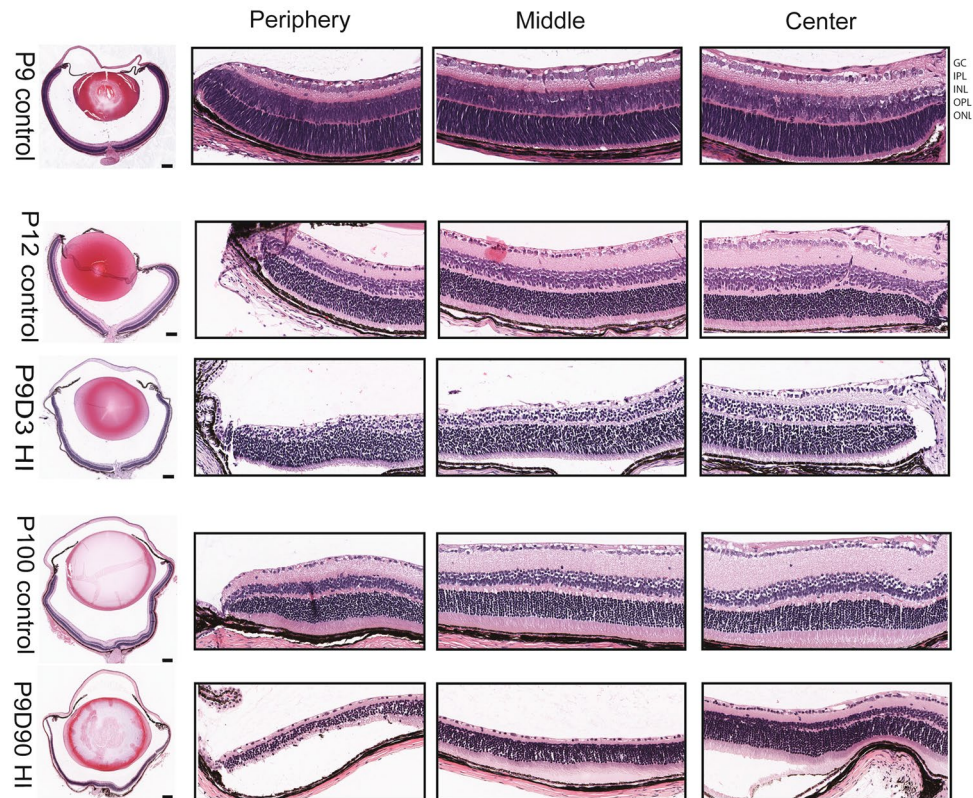 Periphery Middle Center
P9 control
GC
IPL
INL
OPL
ONL
P12 control
P9D3 HI
P100 control
P9D90 HI